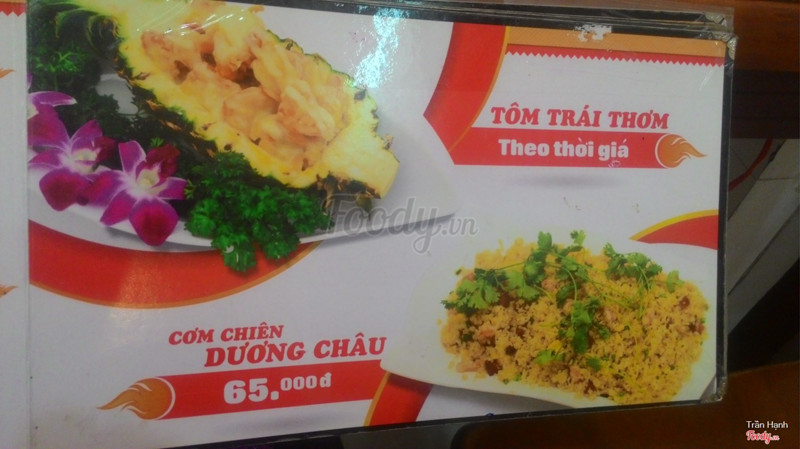 TÔM TRÁI THƠM
Theo thời giá
Foody.vn
CƠM CHIÊN
DƯƠNG CHÂU
65.000đ
Trần Hạnh
Foody.vn